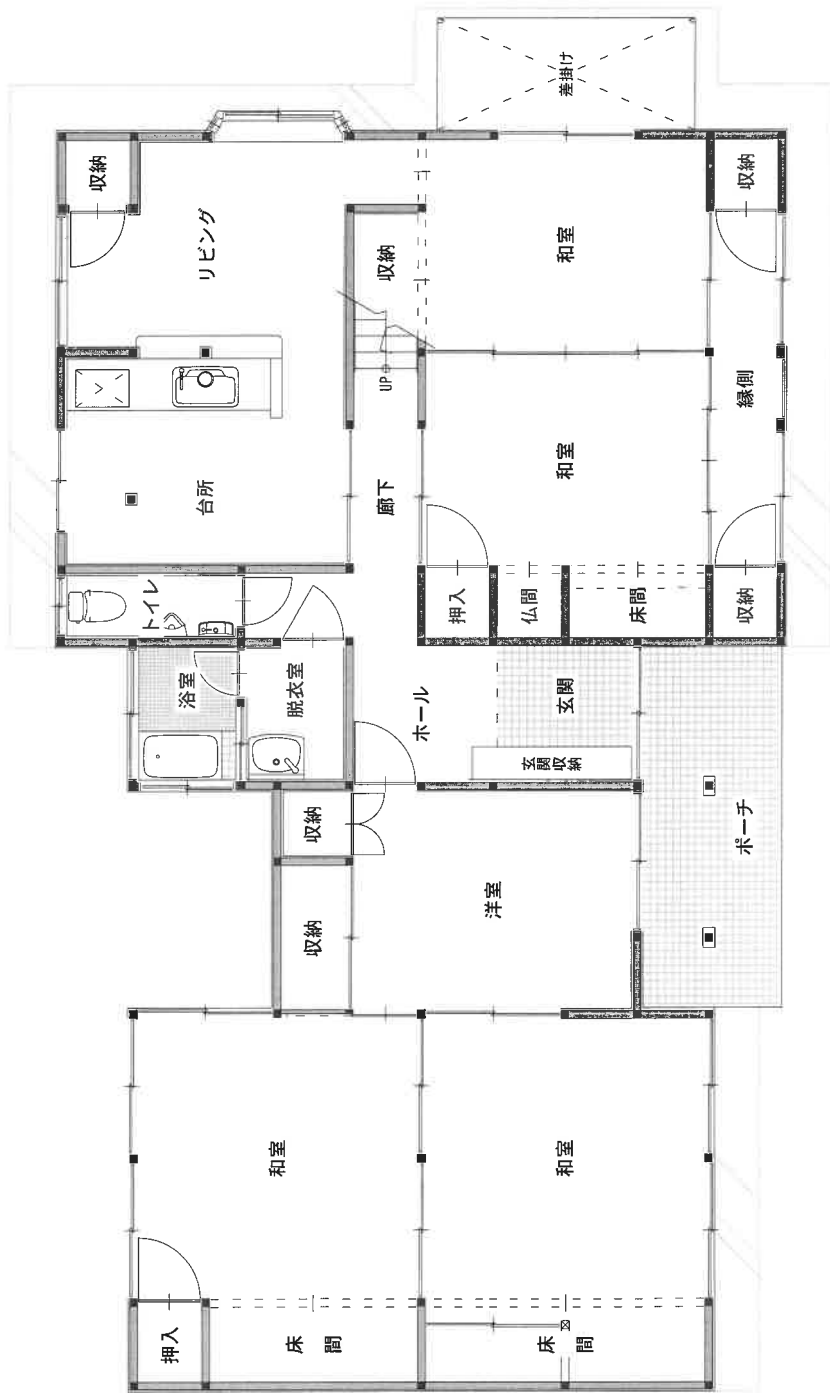 差掛け
収納
リビング
収納
和室
収納
UP
台所
廊下
和室
縁側
トイレ
押入
仏間
床間
収納
浴室
脱衣室
ホール
玄関
玄関
収納
ポーチ
収納
収納
洋室
和室
和室
押入
床間
床間